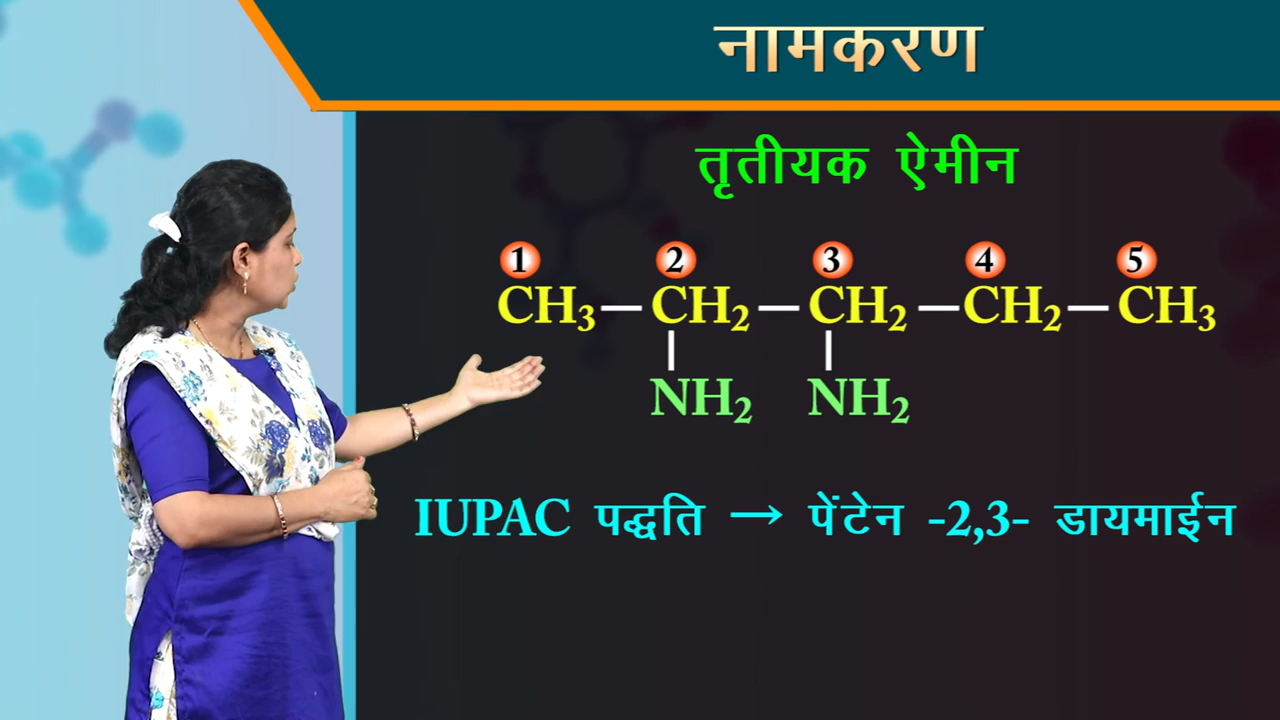 नामकरण
तृतीयक ऐमीन
1 2 3 4 5
CH₃—CH₂—CH₂—CH₂—CH₃
NH₂ NH₂
IUPAC पद्धति → पेंटेन -2,3- डायमाईन